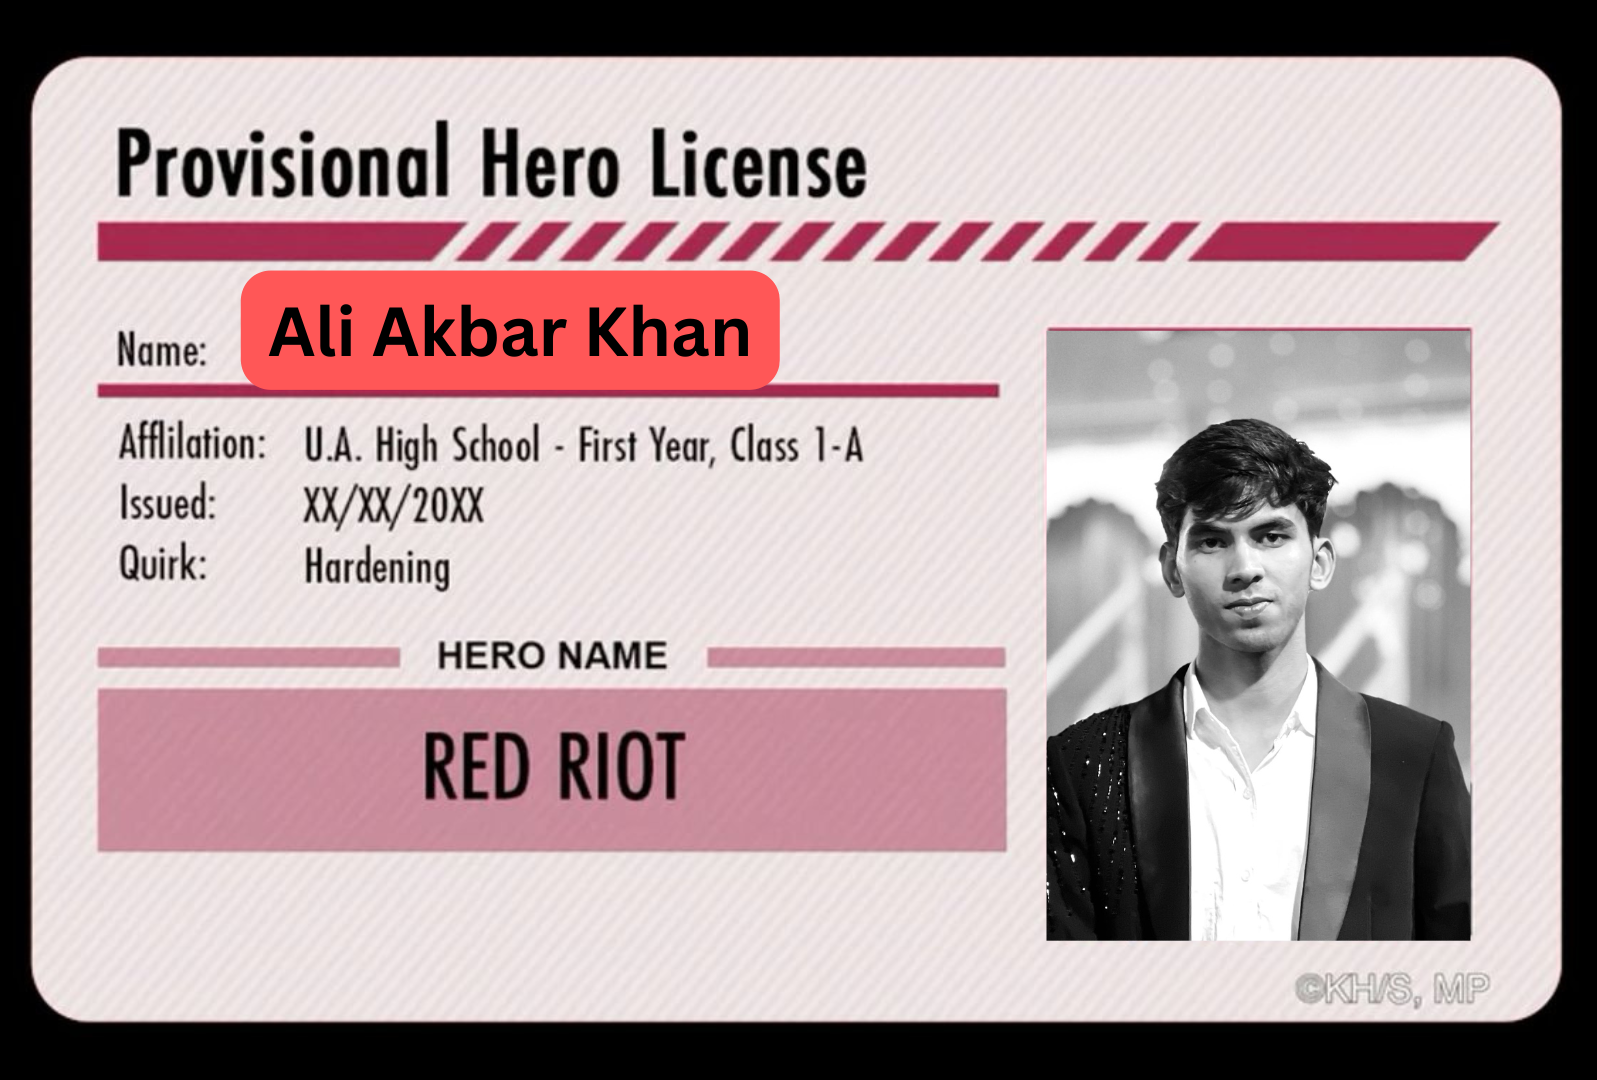 Provisional Hero License
Name: Ali Akbar Khan
Afflilation: U.A. High School - First Year, Class 1-A
Issued: XX/XX/20XX
Quirk: Hardening
HERO NAME
RED RIOT
©KH/S, MP